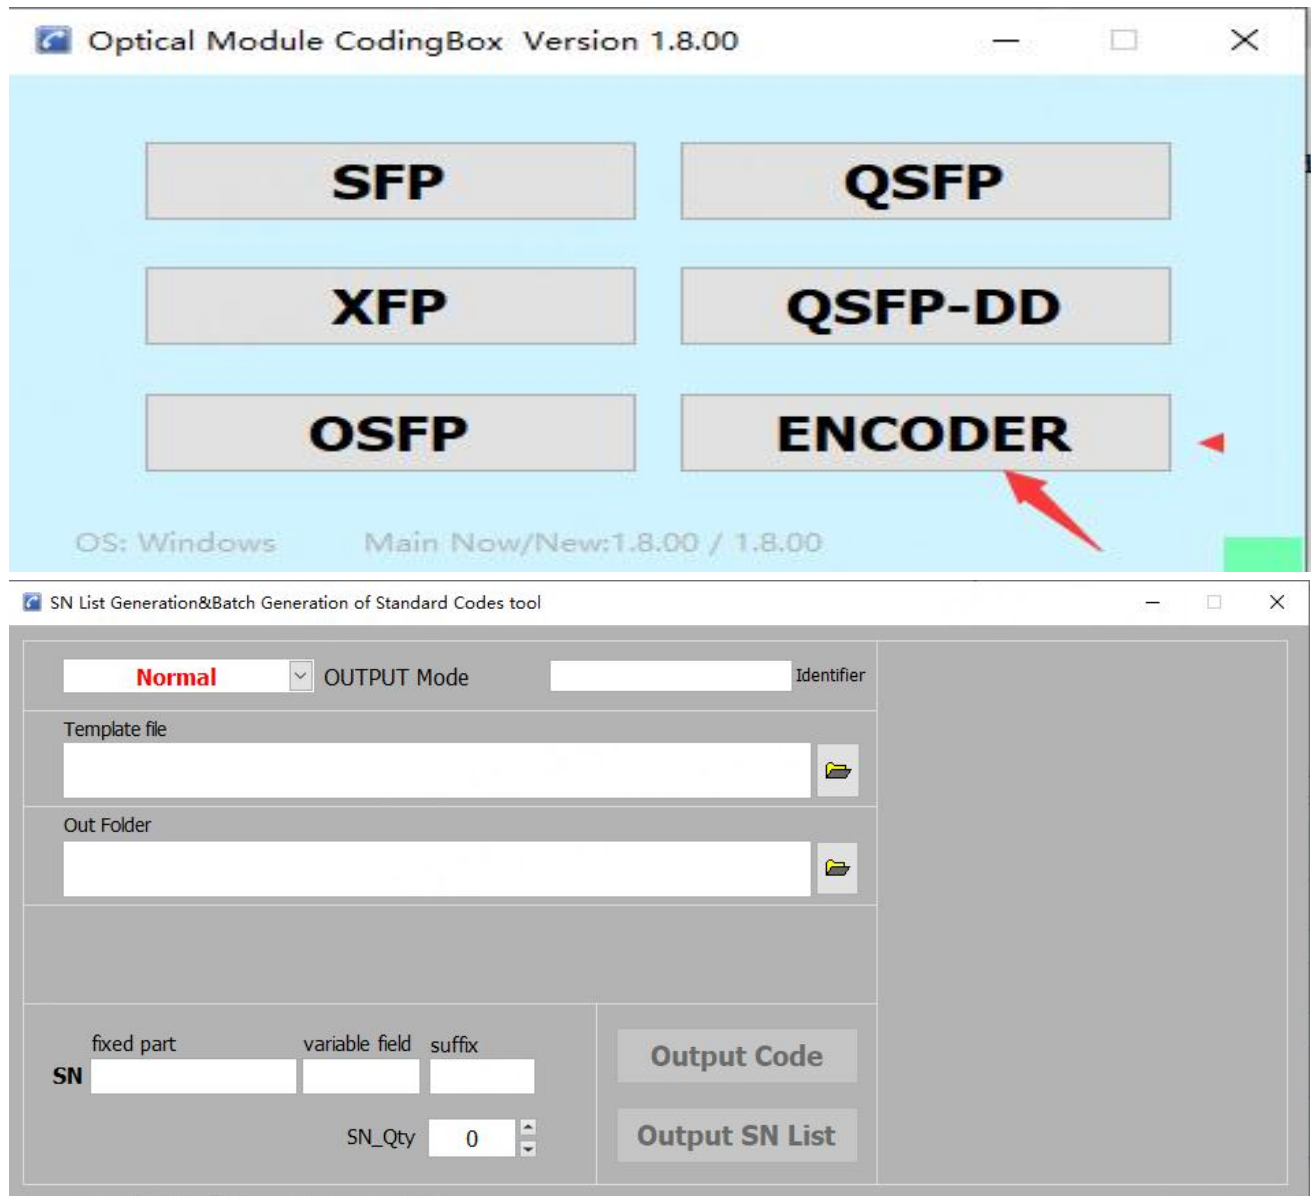 Optical Module CodingBox Version 1.8.00
SFP
QSFP
XFP
QSFP-DD
OSFP
ENCODER
OS: Windows
Main Now/New:1.8.00 / 1.8.00
SN List Generation&Batch Generation of Standard Codes tool
Normal
OUTPUT Mode
Identifier
Template file
Out Folder
fixed part
variable field
suffix
SN
SN_Qty
0
Output Code
Output SN List